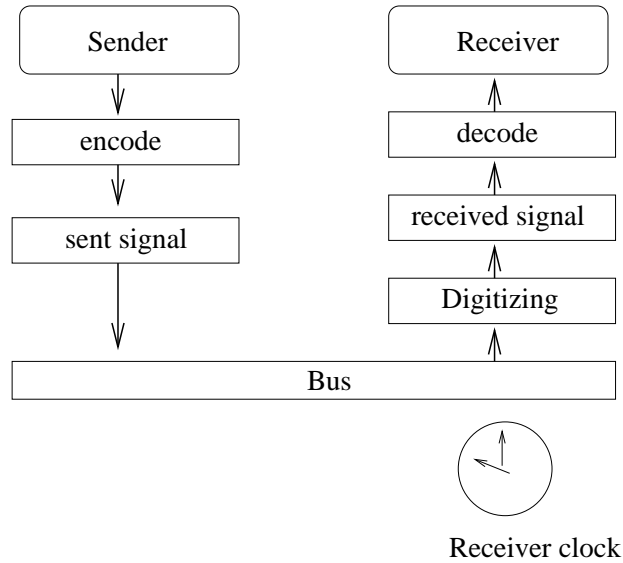 Sender
Receiver
encode
decode
sent signal
received signal
Digitizing
Bus
Receiver clock